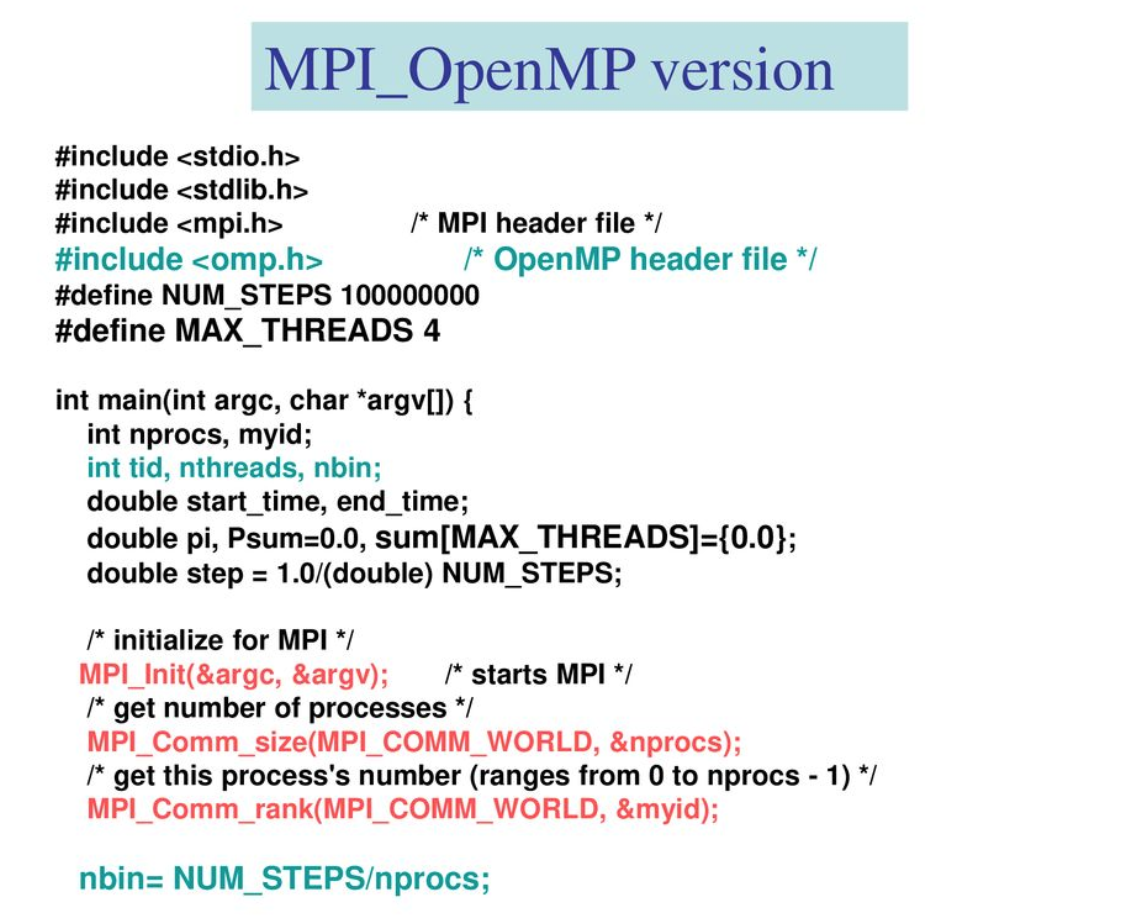 MPI_OpenMP version
#include <stdio.h>
#include <stdlib.h>
#include <mpi.h> /* MPI header file */
#include <omp.h> /* OpenMP header file */
#define NUM_STEPS 100000000
#define MAX_THREADS 4
int main(int argc, char *argv[]) {
int nprocs, myid;
int tid, nthreads, nbin;
double start_time, end_time;
double pi, Psum=0.0, sum[MAX_THREADS]={0.0};
double step = 1.0/(double) NUM_STEPS;
/* initialize for MPI */
MPI_Init(&argc, &argv); /* starts MPI */
/* get number of processes */
MPI_Comm_size(MPI_COMM_WORLD, &nprocs);
/* get this process's number (ranges from 0 to nprocs - 1) */
MPI_Comm_rank(MPI_COMM_WORLD, &myid);
nbin= NUM_STEPS/nprocs;